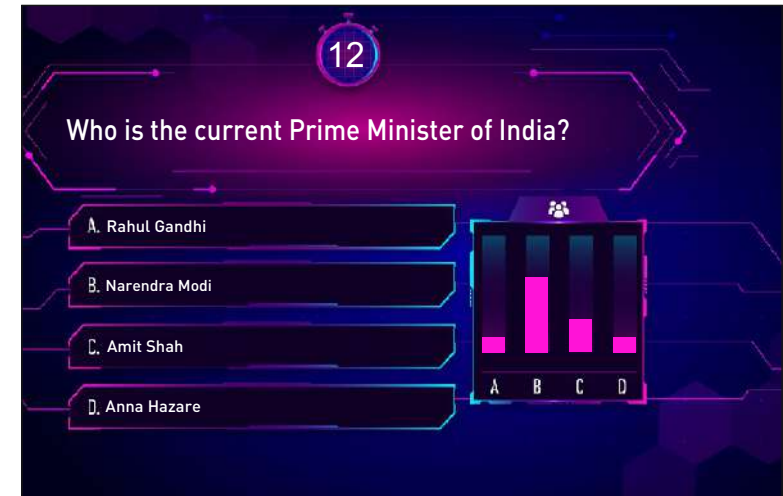 12
Who is the current Prime Minister of India?
A. Rahul Gandhi
B. Narendra Modi
C. Amit Shah
D. Anna Hazare
A B C D